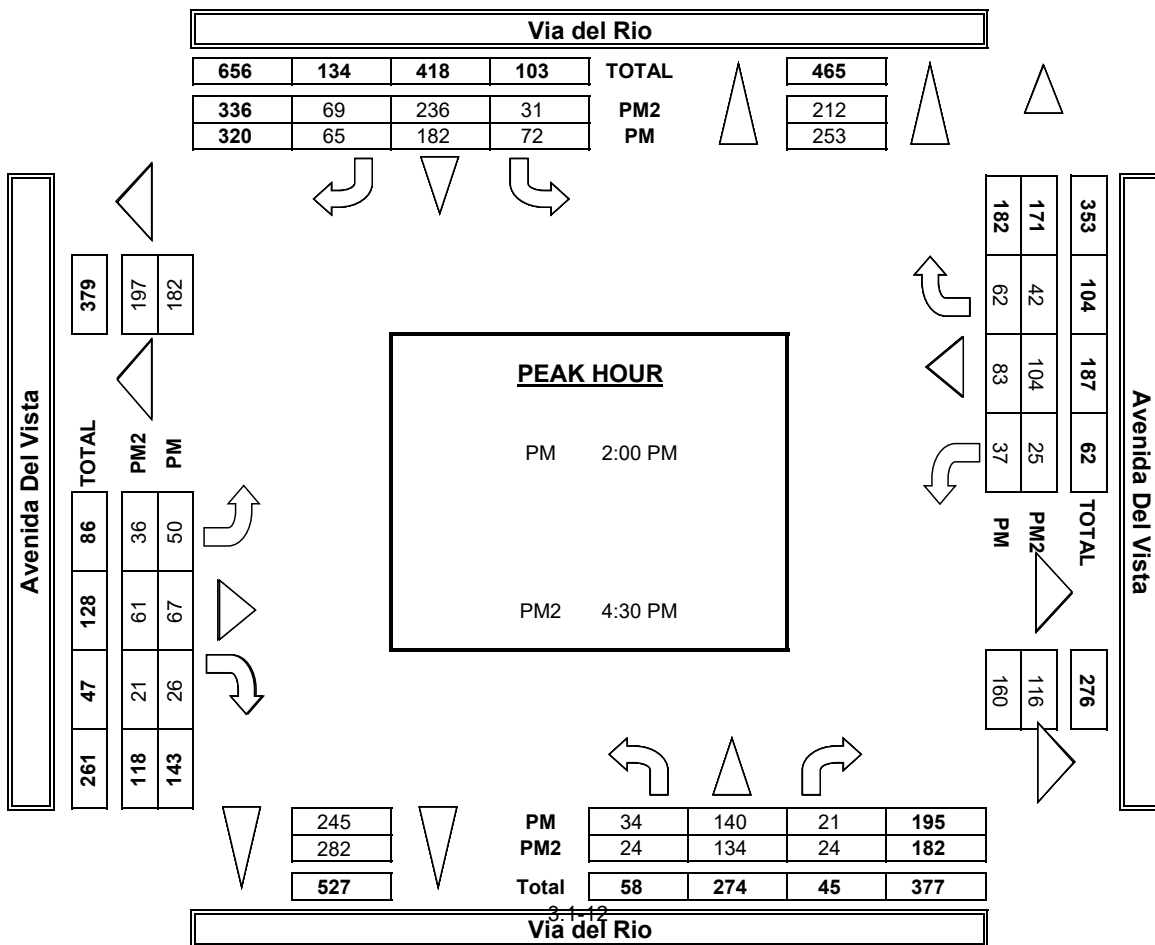 Via del Rio
656 134 418 103 TOTAL 465
336 69 236 31 PM2 212
320 65 182 72 PM 253
Avenida Del Vista
379
197
182
TOTAL 86 128 47 261
PM2 36 61 21 118
PM 50 67 26 143
PEAK HOUR
PM 2:00 PM
PM2 4:30 PM
353 104 187 62 TOTAL 276
171 42 104 25 PM2 116
182 62 83 37 PM 160
Avenida Del Vista
245 PM 34 140 21 195
282 PM2 24 134 24 182
527 Total 58 274 45 377
3.1-12
Via del Rio